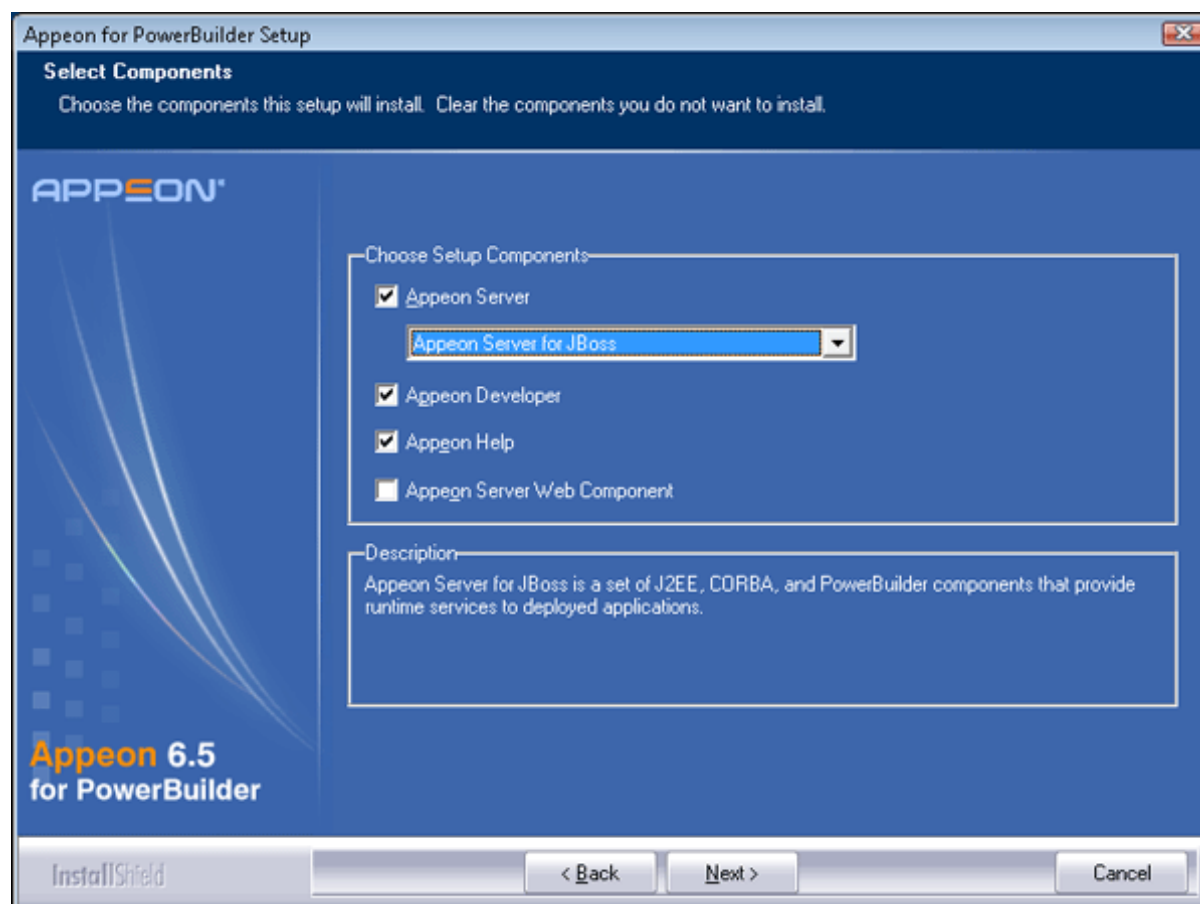 Appeon for PowerBuilder Setup
Select Components
Choose the components this setup will install. Clear the components you do not want to install.
APPEON
Choose Setup Components
Appeon Server
Appeon Server for JBoss
Appeon Developer
Appeon Help
Appeon Server Web Component
Description
Appeon Server for JBoss is a set of J2EE, CORBA, and PowerBuilder components that provide
runtime services to deployed applications.
Appeon 6.5
for PowerBuilder
InstallShield
< Back
Next >
Cancel